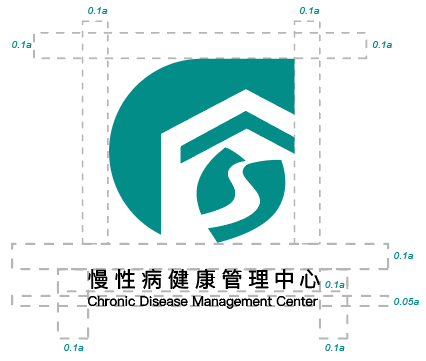 0.1a 0.1a
0.1a 0.1a
0.1a
慢性病健康管理中心
0.1a
Chronic Disease Management Center
0.05a
0.1a 0.1a